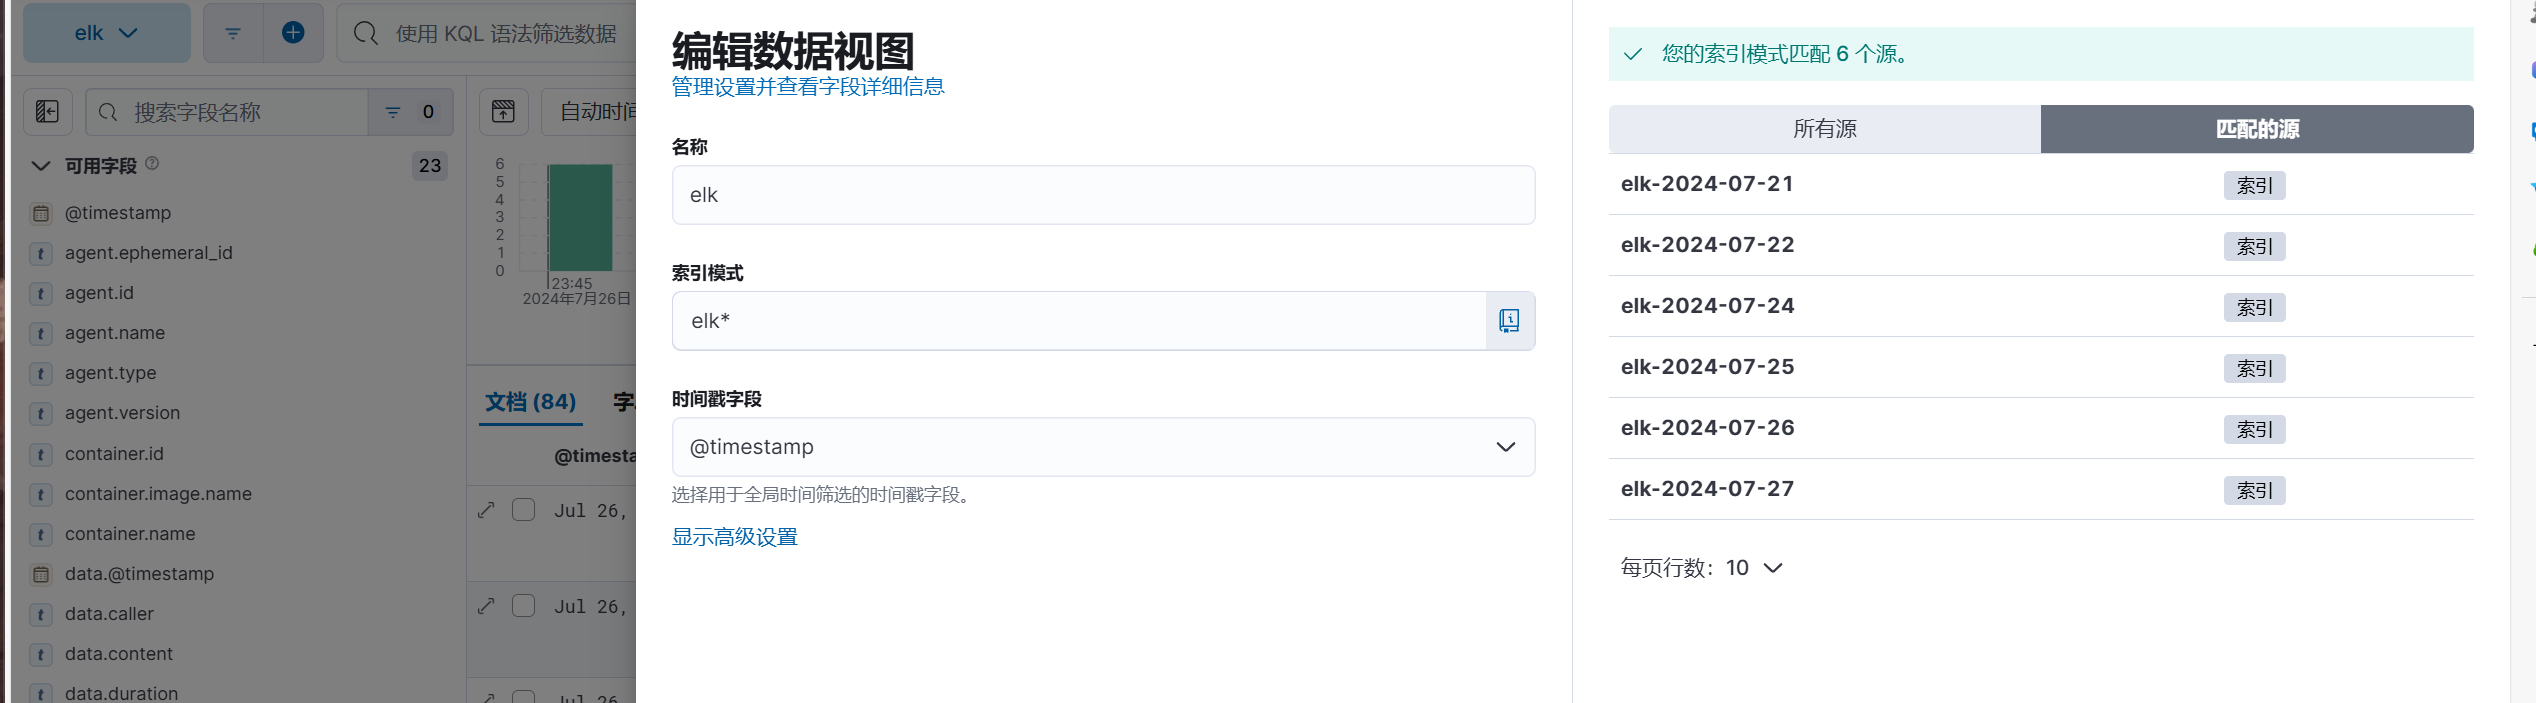 elk
使用 KQL 语法筛选数据
搜索字段名称
0
可用字段
23
@timestamp
agent.ephemeral_id
agent.id
agent.name
agent.type
agent.version
container.id
container.image.name
container.name
data.@timestamp
data.caller
data.content
data.duration
自动时间
6
5
4
3
2
1
0
23:45
2024年7月26日
文档 (84)
@timesta
Jul 26,
Jul 26,
Jul 26
编辑数据视图
管理设置并查看字段详细信息
名称
elk
索引模式
elk*
时间戳字段
@timestamp
选择用于全局时间筛选的时间戳字段。
显示高级设置
您的索引模式匹配 6 个源。
所有源
匹配的源
elk-2024-07-21 索引
elk-2024-07-22 索引
elk-2024-07-24 索引
elk-2024-07-25 索引
elk-2024-07-26 索引
elk-2024-07-27 索引
每页行数：10